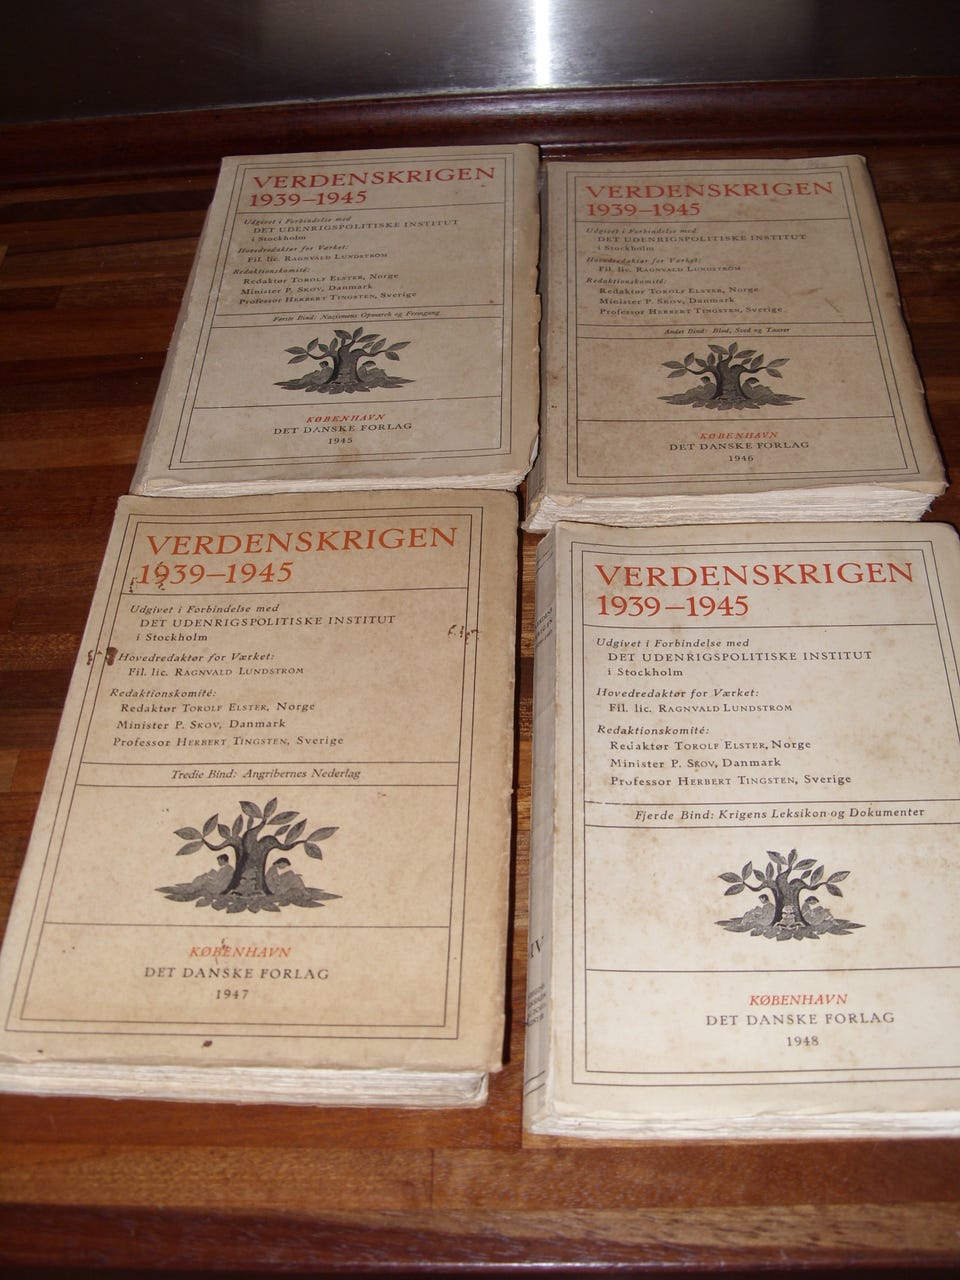 VERDENSKRIGEN
1939–1945
Udgivet i Forbindelse med
DET UDENRIGSPOLITISKE INSTITUT
i Stockholm
Hovedredaktør for Værket:
Fil. lic. RAGNVALD LUNDSTRÖM
Redaktionskomité:
Redaktør TOROLF ELSTER, Norge
Minister P. SKOV, Danmark
Professor HERBERT TINGSTEN, Sverige
Første Bind: Nazismens Opmarch og Fremgang
KØBENHAVN
DET DANSKE FORLAG
1945
VERDENSKRIGEN
1939–1945
Udgivet i Forbindelse med
DET UDENRIGSPOLITISKE INSTITUT
i Stockholm
Hovedredaktør for Værket:
Fil. lic. RAGNVALD LUNDSTRÖM
Redaktionskomité:
Redaktør TOROLF ELSTER, Norge
Minister P. SKOV, Danmark
Professor HERBERT TINGSTEN, Sverige
Andet Bind: Blod, Sved og Taarer
KØBENHAVN
DET DANSKE FORLAG
1946
VERDENSKRIGEN
1939–1945
Udgivet i Forbindelse med
DET UDENRIGSPOLITISKE INSTITUT
i Stockholm
Hovedredaktør for Værket:
Fil. lic. RAGNVALD LUNDSTRÖM
Redaktionskomité:
Redaktør TOROLF ELSTER, Norge
Minister P. SKOV, Danmark
Professor HERBERT TINGSTEN, Sverige
Tredie Bind: Angribernes Nederlag
KØBENHAVN
DET DANSKE FORLAG
1947
VERDENSKRIGEN
1939–1945
Udgivet i Forbindelse med
DET UDENRIGSPOLITISKE INSTITUT
i Stockholm
Hovedredaktør for Værket:
Fil. lic. RAGNVALD LUNDSTRÖM
Redaktionskomité:
Redaktør TOROLF ELSTER, Norge
Minister P. SKOV, Danmark
Professor HERBERT TINGSTEN, Sverige
Fjerde Bind: Krigens Leksikon og Dokumenter
KØBENHAVN
DET DANSKE FORLAG
1948
IV